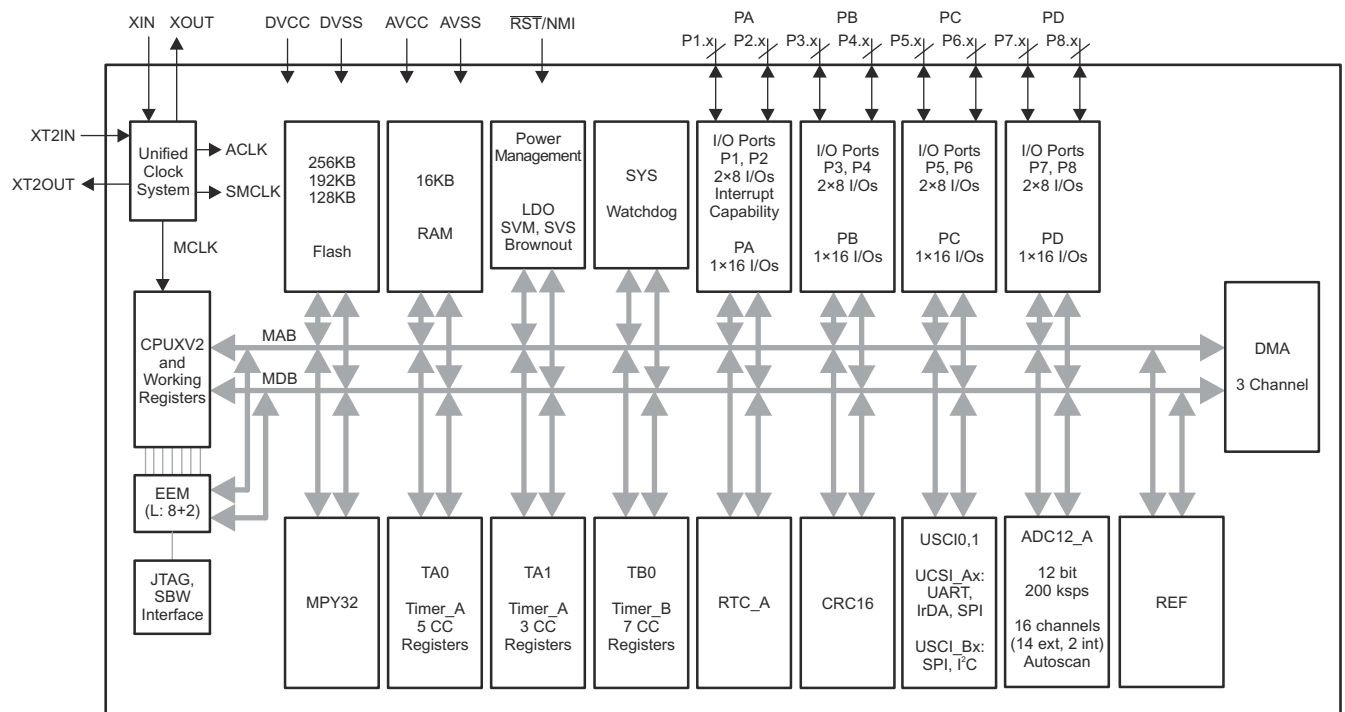 XIN XOUT DVCC DVSS AVCC AVSS RST/NMI PA PB PC PD
P1.x P2.x P3.x P4.x P5.x P6.x P7.x P8.x
XT2IN
XT2OUT
Unified
Clock
System
ACLK
SMCLK
MCLK
256KB
192KB
128KB
Flash
16KB
RAM
Power
Management
LDO
SVM, SVS
Brownout
SYS
Watchdog
I/O Ports
P1, P2
2×8 I/Os
Interrupt
Capability
PA
1×16 I/Os
I/O Ports
P3, P4
2×8 I/Os
PB
1×16 I/Os
I/O Ports
P5, P6
2×8 I/Os
PC
1×16 I/Os
I/O Ports
P7, P8
2×8 I/Os
PD
1×16 I/Os
CPUXV2
and
Working
Registers
MAB
MDB
DMA
3 Channel
EEM
(L: 8+2)
JTAG,
SBW
Interface
MPY32
TA0
Timer_A
5 CC
Registers
TA1
Timer_A
3 CC
Registers
TB0
Timer_B
7 CC
Registers
RTC_A
CRC16
USCI0,1
UCSI_Ax:
UART,
IrDA, SPI
USCI_Bx:
SPI, I²C
ADC12_A
12 bit
200 ksps
16 channels
(14 ext, 2 int)
Autoscan
REF